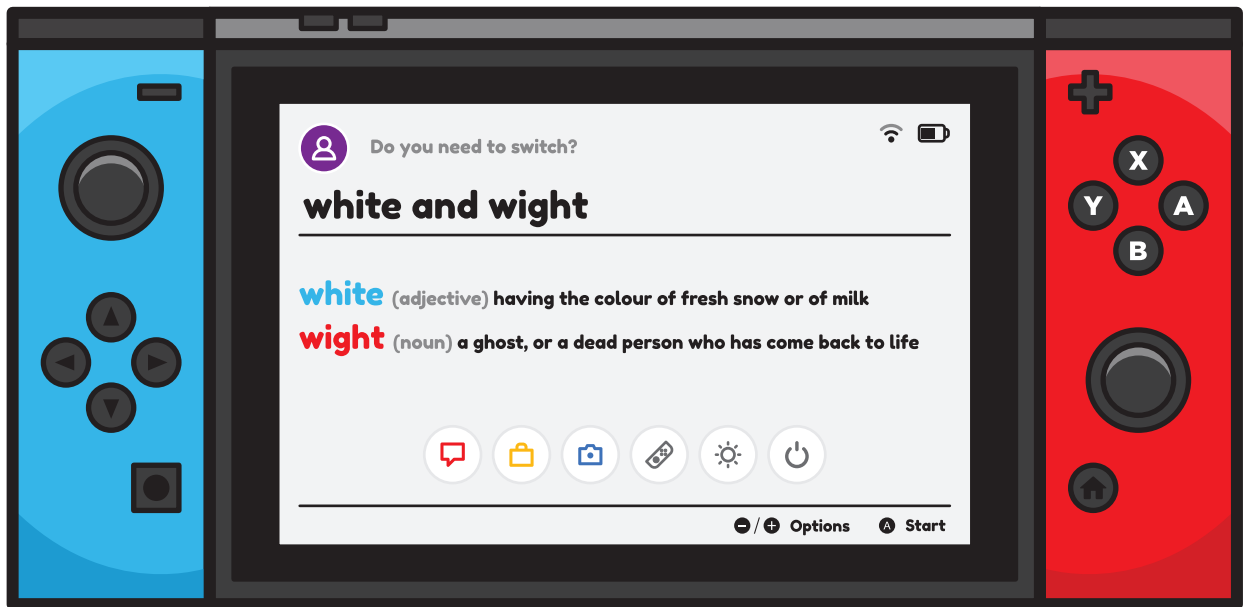 Do you need to switch?
white and wight
white (adjective) having the colour of fresh snow or of milk
wight (noun) a ghost, or a dead person who has come back to life
X
Y A
B
−/+ Options A Start